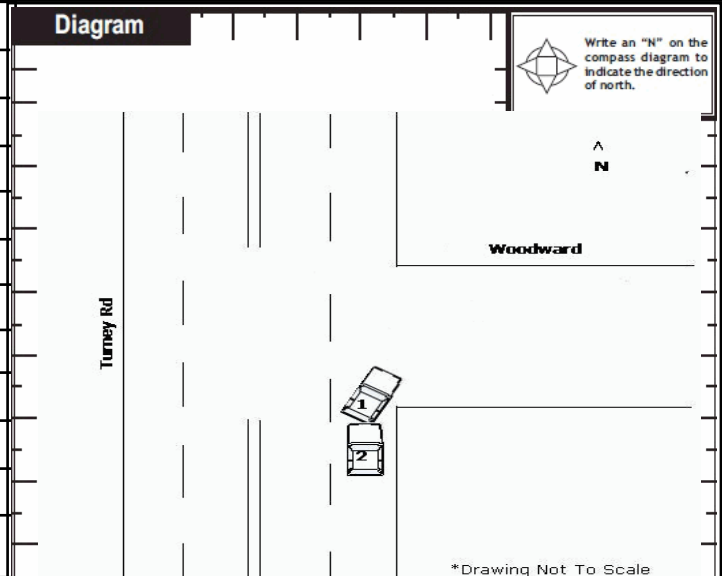 Diagram
Write an "N" on the
compass diagram to
indicate the direction
of north.
^
N
Woodward
Turney Rd
1
2
*Drawing Not To Scale